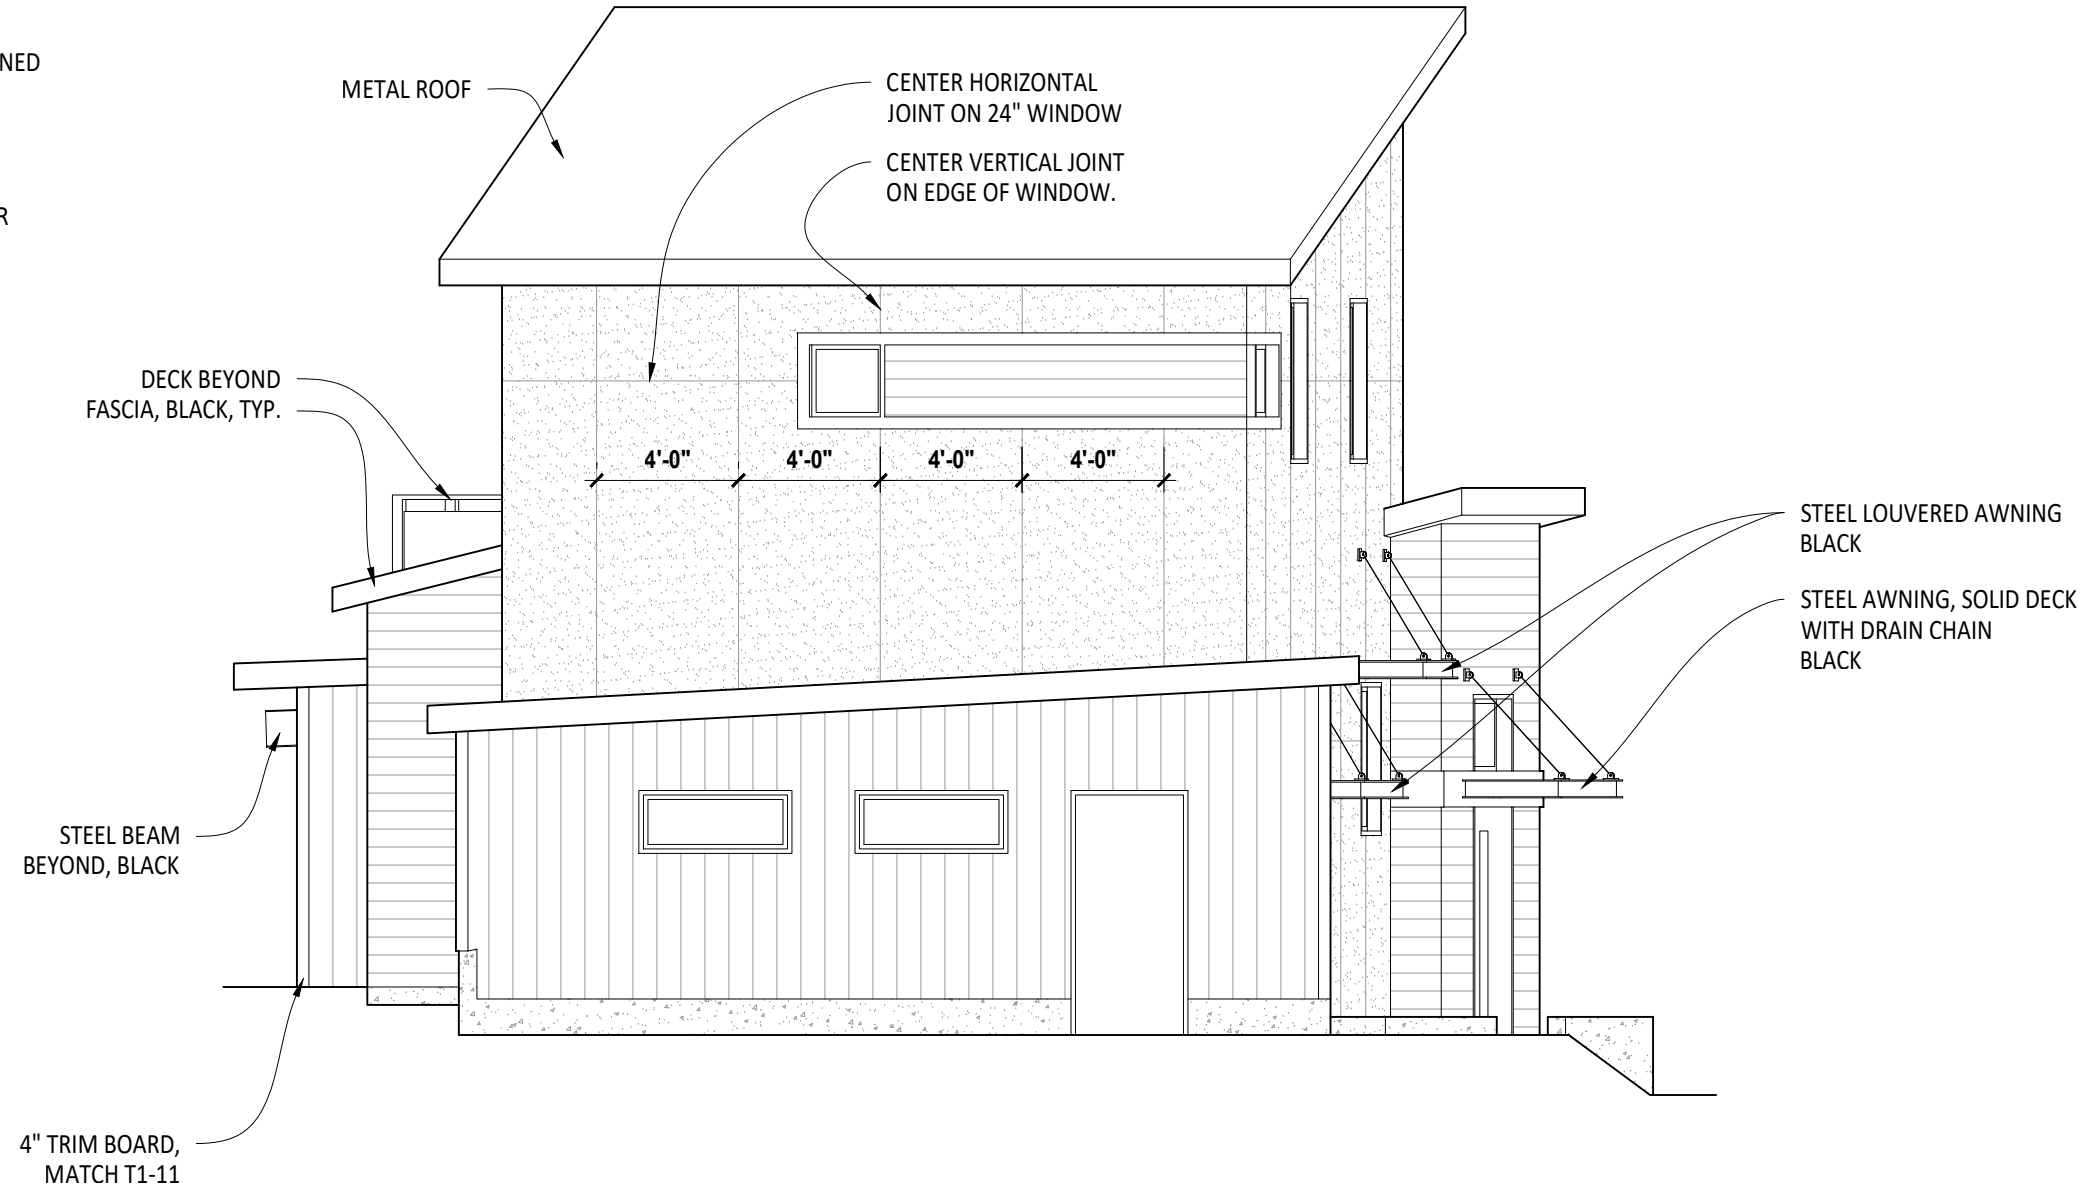 NED
R
METAL ROOF
CENTER HORIZONTAL
JOINT ON 24" WINDOW
CENTER VERTICAL JOINT
ON EDGE OF WINDOW.
DECK BEYOND
FASCIA, BLACK, TYP.
4'-0" 4'-0" 4'-0" 4'-0"
STEEL LOUVERED AWNING
BLACK
STEEL AWNING, SOLID DECK
WITH DRAIN CHAIN
BLACK
STEEL BEAM
BEYOND, BLACK
4" TRIM BOARD,
MATCH T1-11